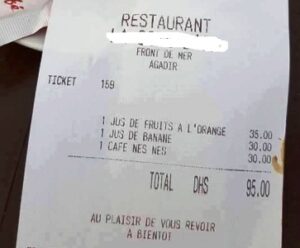 RESTAURANT
FRONT DE MER
AGADIR
TICKET 159
1 JUS DE FRUITS A L'ORANGE 35.00
1 JUS DE BANANE 30.00
1 CAFE NES NES 30.00
TOTAL DHS 95.00
AU PLAISIR DE VOUS REVOIR
A BIENTOT